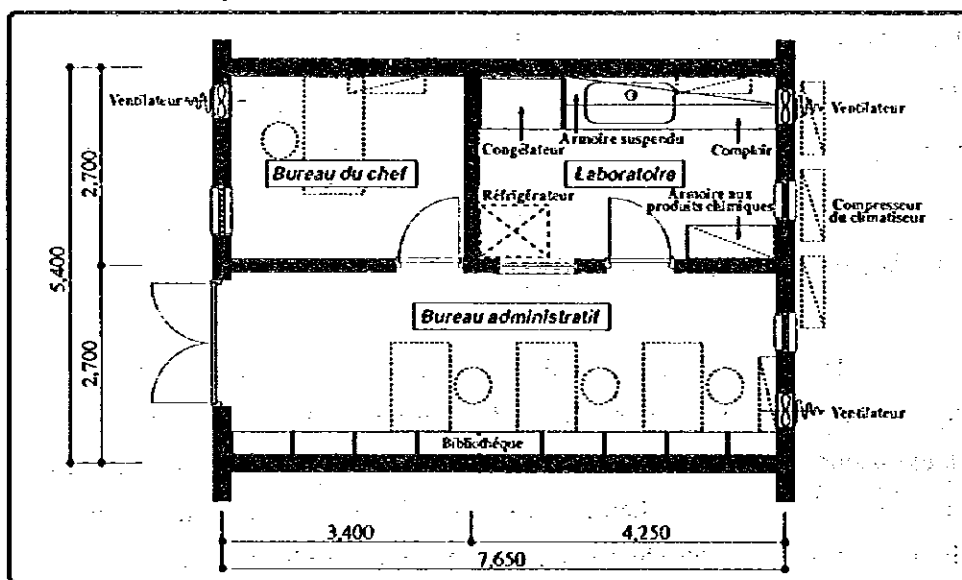 Ventilateur
Bureau du chef
Congélateur
Armoire suspendu
Comptoir
Laboratoire
Ventilateur
Réfrigérateur
Armoire aux
produits chimiques
Compresseur
de climatiseur
2,700
5,400
2,700
Bureau administratif
Bibliothéque
Ventilateur
3,400
4,250
7,650